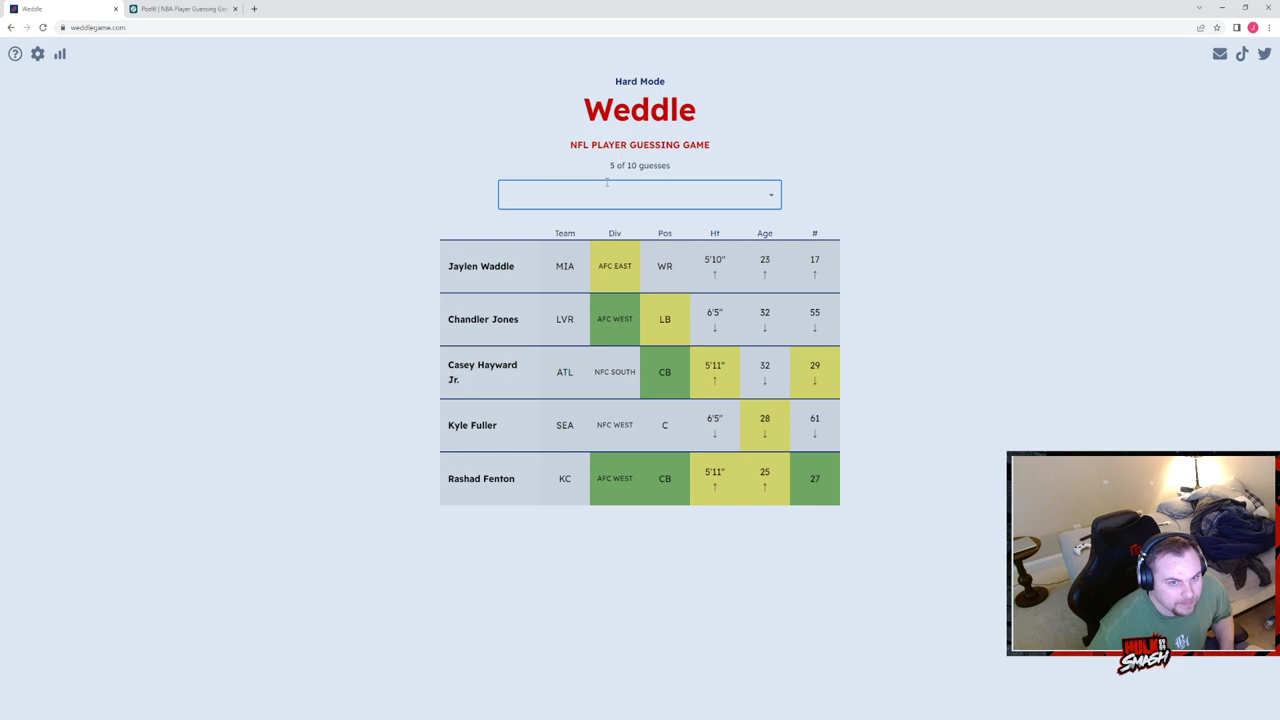 Weddle
Poeltl | NBA Player Guessing Ga
weddlegame.com
Hard Mode
Weddle
NFL PLAYER GUESSING GAME
5 of 10 guesses
Team Div Pos Ht Age #
Jaylen Waddle MIA AFC EAST WR 5'10" ↑ 23 ↑ 17 ↑
Chandler Jones LVR AFC WEST LB 6'5" ↓ 32 ↓ 55 ↓
Casey Hayward Jr. ATL NFC SOUTH CB 5'11" ↑ 32 ↓ 29 ↓
Kyle Fuller SEA NFC WEST C 6'5" ↓ 28 ↓ 61 ↓
Rashad Fenton KC AFC WEST CB 5'11" ↑ 25 ↑ 27
HULK
SMASH